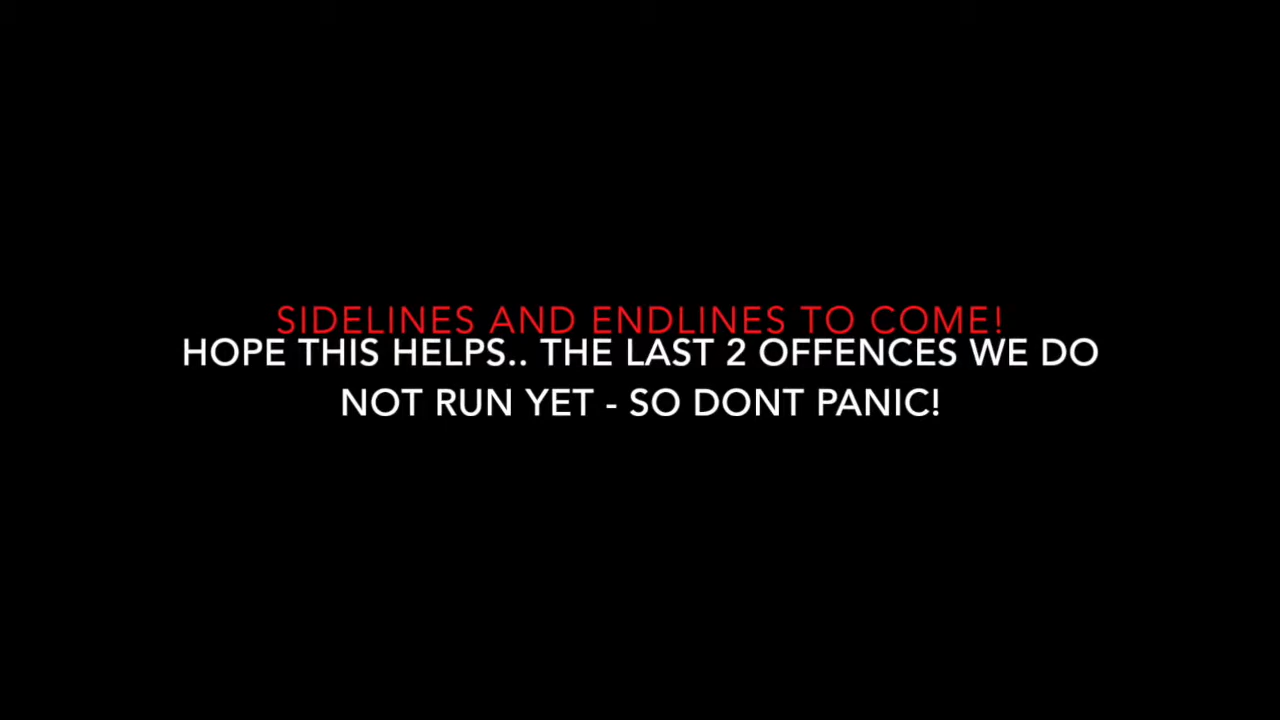 SIDELINES AND ENDLINES TO COME!
HOPE THIS HELPS.. THE LAST 2 OFFENCES WE DO
NOT RUN YET - SO DONT PANIC!